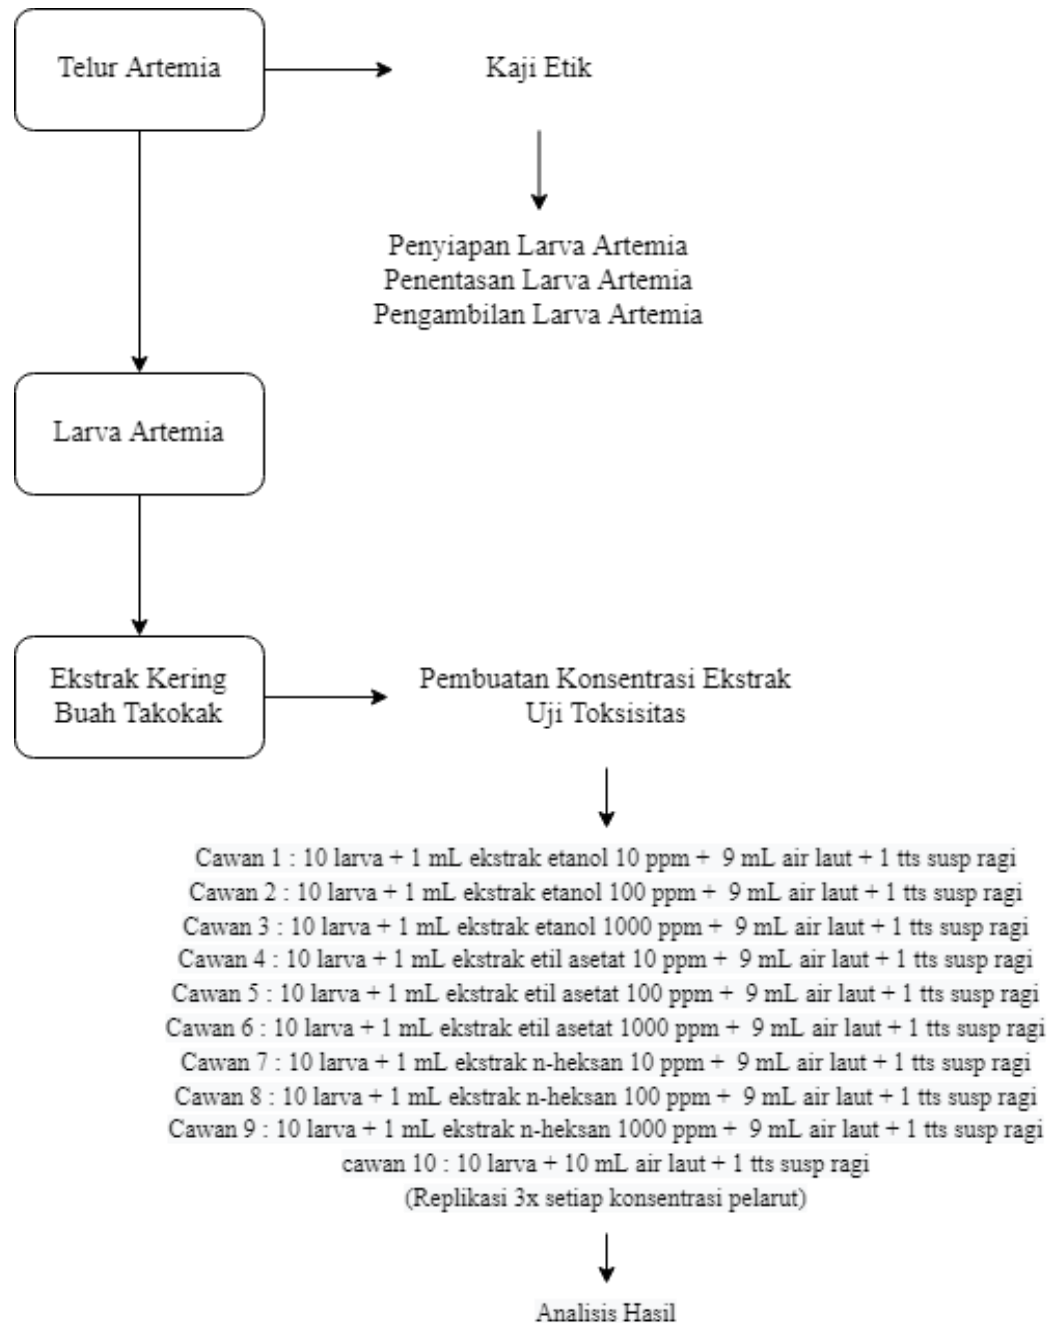 Telur Artemia
Kaji Etik
Penyiapan Larva Artemia
Penentasan Larva Artemia
Pengambilan Larva Artemia
Larva Artemia
Ekstrak Kering
Buah Takokak
Pembuatan Konsentrasi Ekstrak
Uji Toksisitas
Cawan 1 : 10 larva + 1 mL ekstrak etanol 10 ppm + 9 mL air laut + 1 tts susp ragi
Cawan 2 : 10 larva + 1 mL ekstrak etanol 100 ppm + 9 mL air laut + 1 tts susp ragi
Cawan 3 : 10 larva + 1 mL ekstrak etanol 1000 ppm + 9 mL air laut + 1 tts susp ragi
Cawan 4 : 10 larva + 1 mL ekstrak etil asetat 10 ppm + 9 mL air laut + 1 tts susp ragi
Cawan 5 : 10 larva + 1 mL ekstrak etil asetat 100 ppm + 9 mL air laut + 1 tts susp ragi
Cawan 6 : 10 larva + 1 mL ekstrak etil asetat 1000 ppm + 9 mL air laut + 1 tts susp ragi
Cawan 7 : 10 larva + 1 mL ekstrak n-heksan 10 ppm + 9 mL air laut + 1 tts susp ragi
Cawan 8 : 10 larva + 1 mL ekstrak n-heksan 100 ppm + 9 mL air laut + 1 tts susp ragi
Cawan 9 : 10 larva + 1 mL ekstrak n-heksan 1000 ppm + 9 mL air laut + 1 tts susp ragi
cawan 10 : 10 larva + 10 mL air laut + 1 tts susp ragi
(Replikasi 3x setiap konsentrasi pelarut)
Analisis Hasil